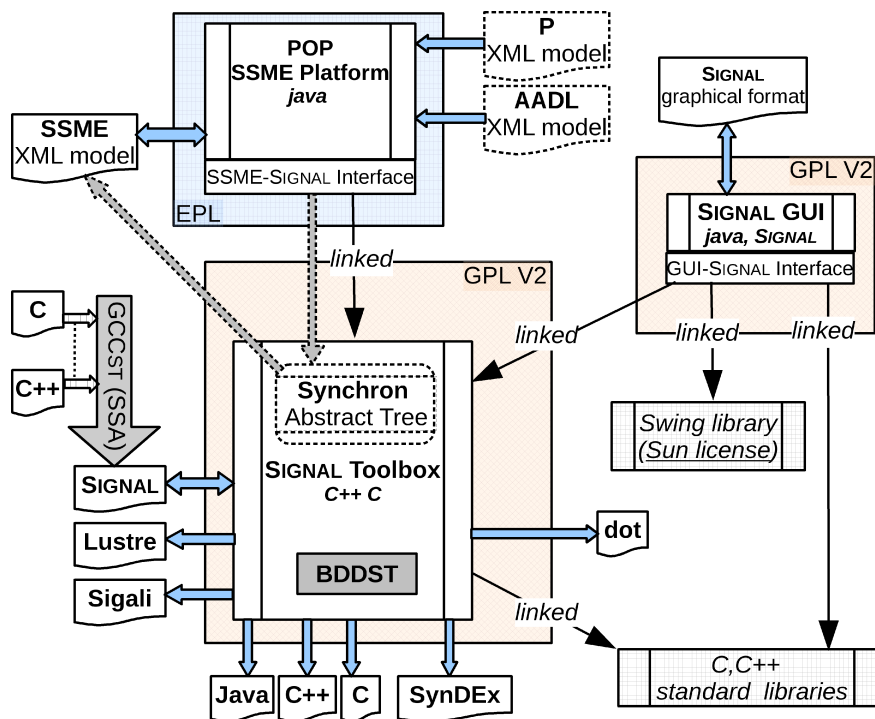 POP
SSME Platform
java
SSME-SIGNAL Interface
EPL
P
XML model
AADL
XML model
SSME
XML model
SIGNAL
graphical format
GPL V2
SIGNAL GUI
java, SIGNAL
GUI-SIGNAL Interface
linked
linked
linked
linked
GPL V2
C
C++
GCCST (SSA)
Synchron
Abstract Tree
SIGNAL Toolbox
C++ C
BDDST
SIGNAL
Lustre
Sigali
dot
Swing library
(Sun license)
linked
Java
C++
C
SynDEx
C,C++
standard libraries